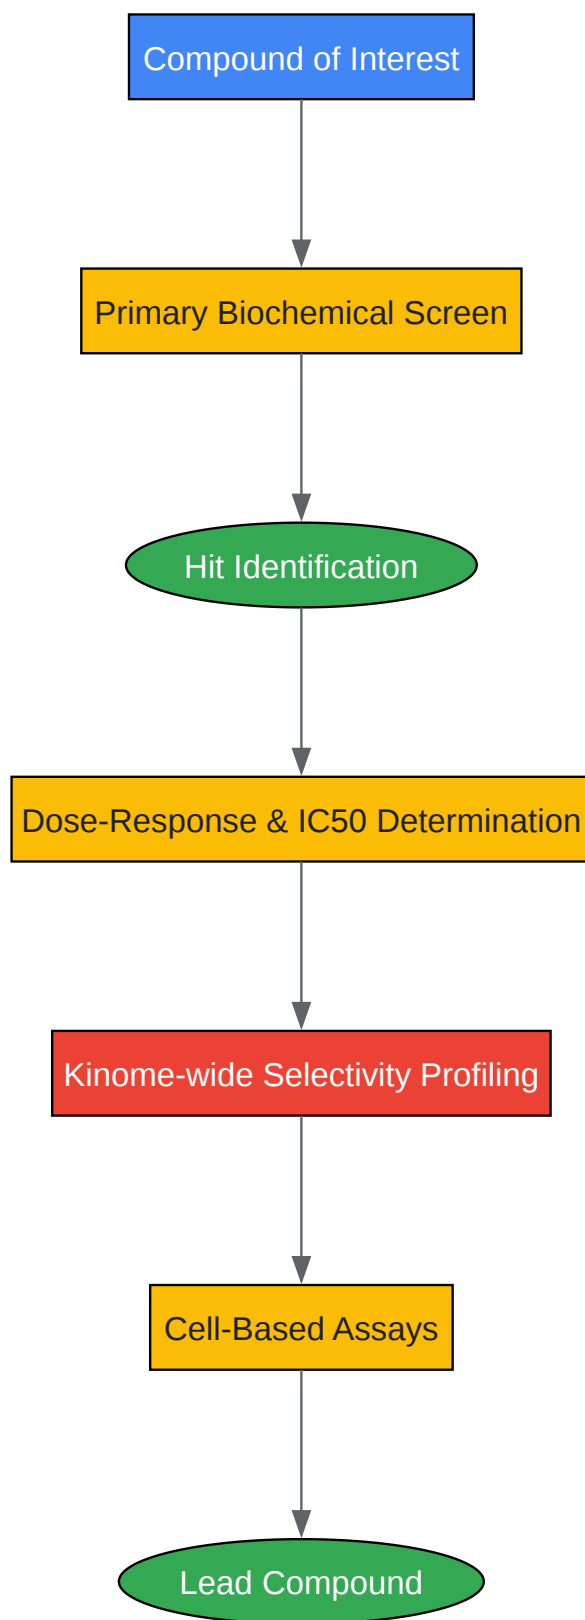 Compound of Interest
Primary Biochemical Screen
Hit Identification
Dose-Response & IC50 Determination
Kinome-wide Selectivity Profiling
Cell-Based Assays
Lead Compound